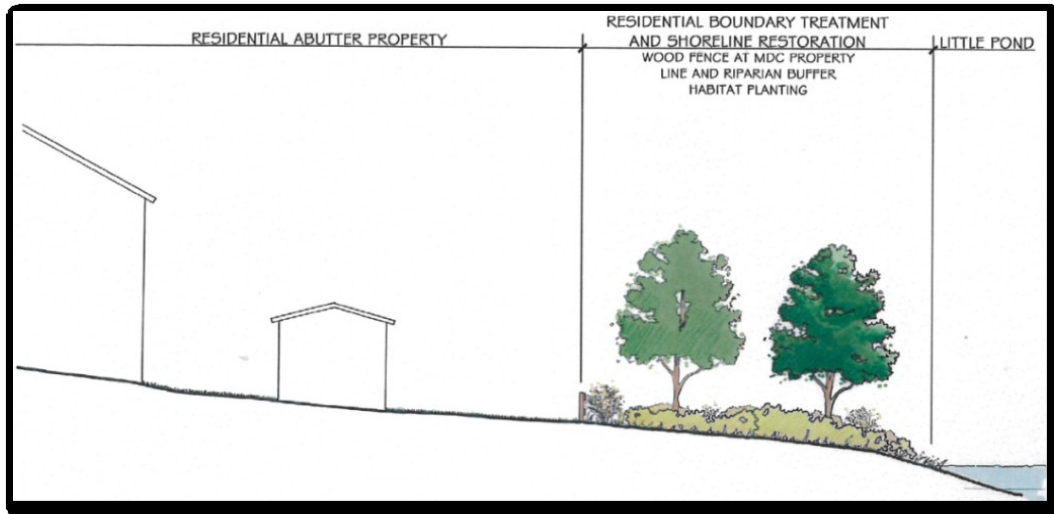 RESIDENTIAL ABUTTER PROPERTY
RESIDENTIAL BOUNDARY TREATMENT
AND SHORELINE RESTORATION
WOOD FENCE AT MDC PROPERTY
LINE AND RIPARIAN BUFFER
HABITAT PLANTING
LITTLE POND